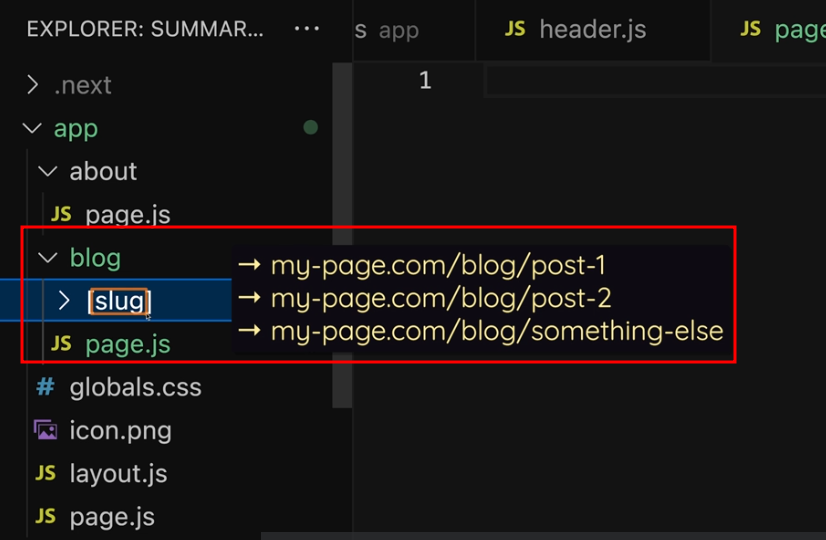 EXPLORER: SUMMAR... ...
s app
JS header.js
JS page
.next
1
app
about
JS page.js
blog
→ my-page.com/blog/post-1
[slug]
→ my-page.com/blog/post-2
→ my-page.com/blog/something-else
JS page.js
# globals.css
icon.png
JS layout.js
JS page.js